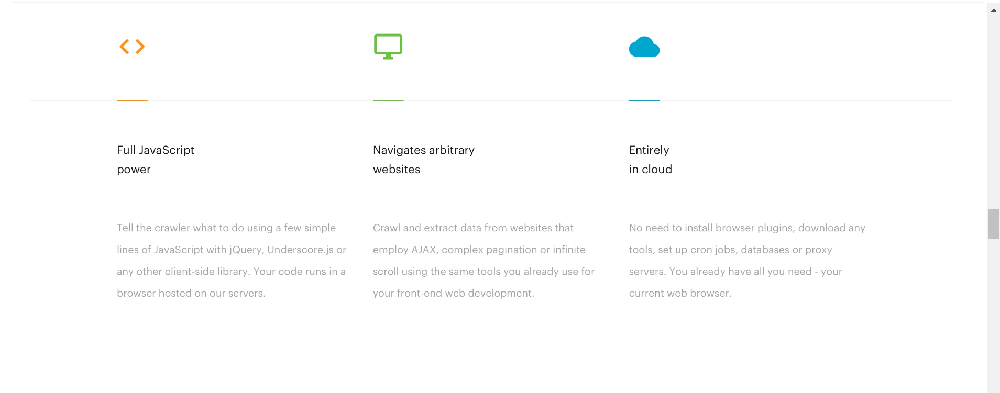 Full JavaScript
power
Navigates arbitrary
websites
Entirely
in cloud
Tell the crawler what to do using a few simple
lines of JavaScript with jQuery, Underscore.js or
any other client-side library. Your code runs in a
browser hosted on our servers.
Crawl and extract data from websites that
employ AJAX, complex pagination or infinite
scroll using the same tools you already use for
your front-end web development.
No need to install browser plugins, download any
tools, set up cron jobs, databases or proxy
servers. You already have all you need - your
current web browser.